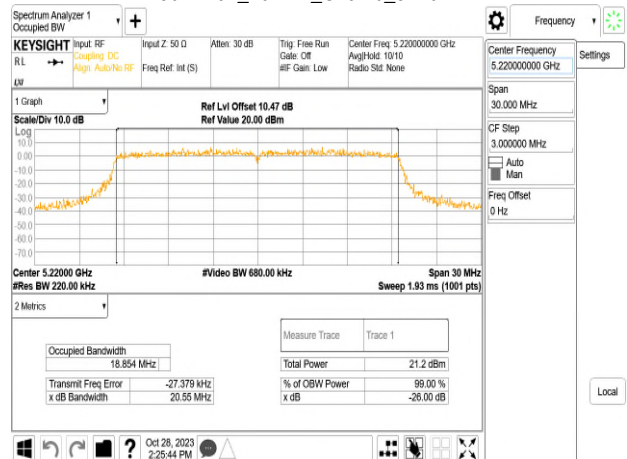 Spectrum Analyzer 1
Occupied BW
Frequency
KEYSIGHT
RL
Input: RF
Coupling: DC
Align: Auto/No RF
Input Z: 50 Ω
Freq Ref: Int (S)
Atten: 30 dB
Trig: Free Run
Gate: Off
#IF Gain: Low
Center Freq: 5.220000000 GHz
Avg|Hold: 10/10
Radio Std: None
Center Frequency
5.220000000 GHz
Settings
Span
30.000 MHz
CF Step
3.000000 MHz
Auto
Man
Freq Offset
0 Hz
Local
1 Graph
Scale/Div 10.0 dB
Ref Lvl Offset 10.47 dB
Ref Value 20.00 dBm
Log
10.0
0.00
-10.0
-20.0
-30.0
-40.0
-50.0
-60.0
-70.0
Center 5.22000 GHz
#Video BW 680.00 kHz
Span 30 MHz
#Res BW 220.00 kHz
Sweep 1.93 ms (1001 pts)
2 Metrics
Measure Trace
Trace 1
Occupied Bandwidth
18.854 MHz
Total Power
21.2 dBm
Transmit Freq Error
-27.379 kHz
% of OBW Power
99.00 %
x dB Bandwidth
20.55 MHz
x dB
-26.00 dB
?
Oct 28, 2023
2:25:44 PM